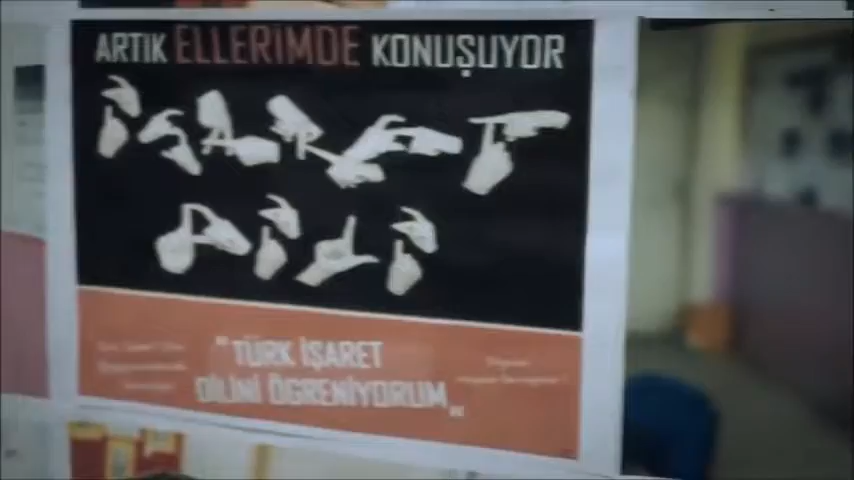 ARTIK ELLERİMDE KONUŞUYOR
" TÜRK İŞARET
DİLİNİ ÖĞRENİYORUM "